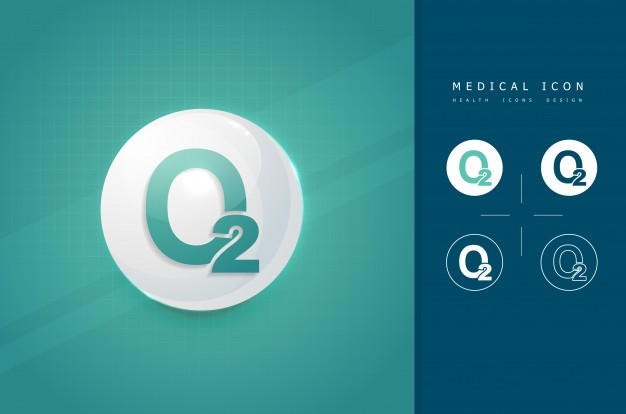 O2
MEDICAL ICON
HEALTH ICONS DESIGN
O2 O2
O2 O2